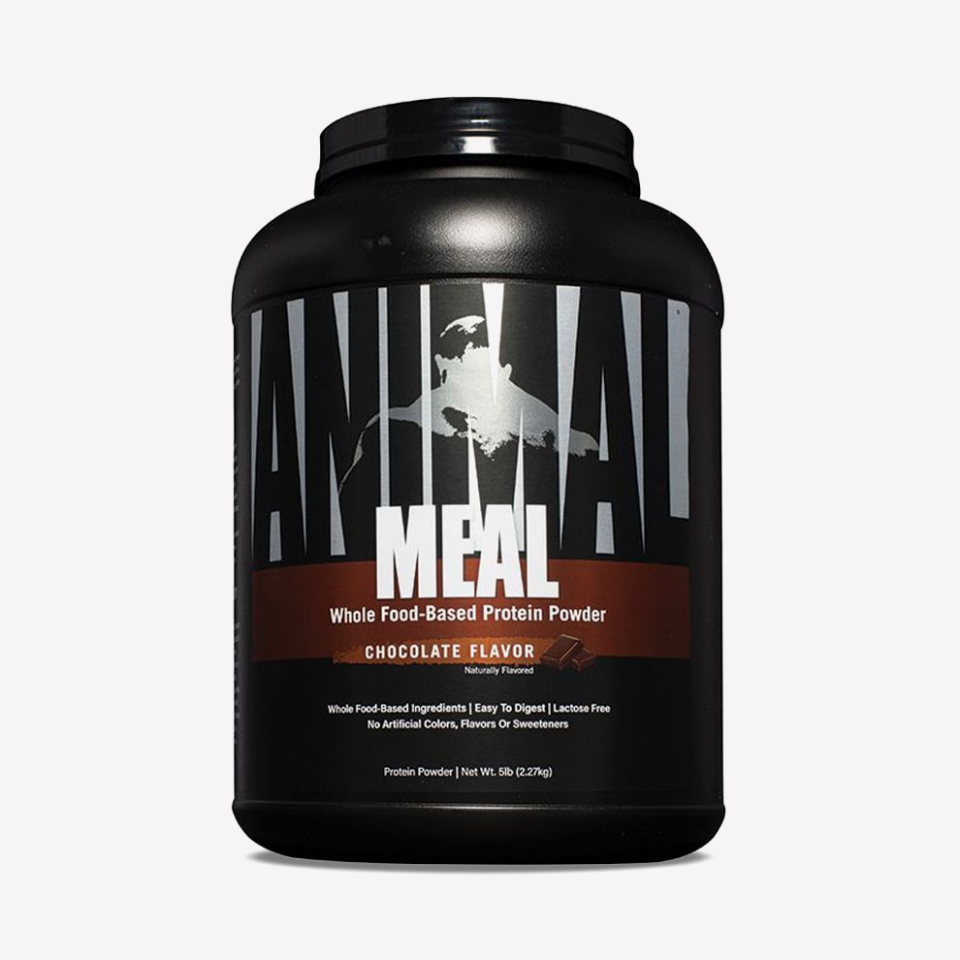 ANIMAL
MEAL
Whole Food-Based Protein Powder
CHOCOLATE FLAVOR
Naturally Flavored
Whole Food-Based Ingredients | Easy To Digest | Lactose Free
No Artificial Colors, Flavors Or Sweeteners
Protein Powder | Net Wt. 5lb (2.27kg)